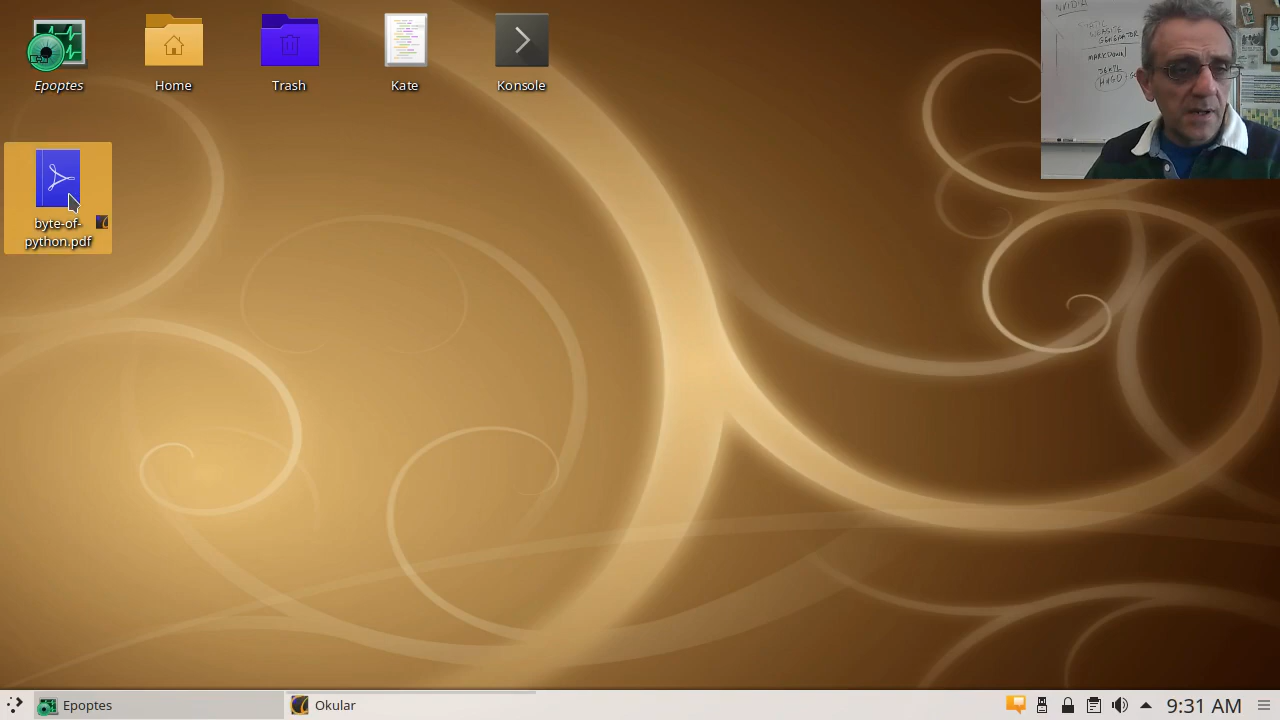 Epoptes
Home
Trash
Kate
Konsole
byte-of-
python.pdf
Epoptes
Okular
9:31 AM